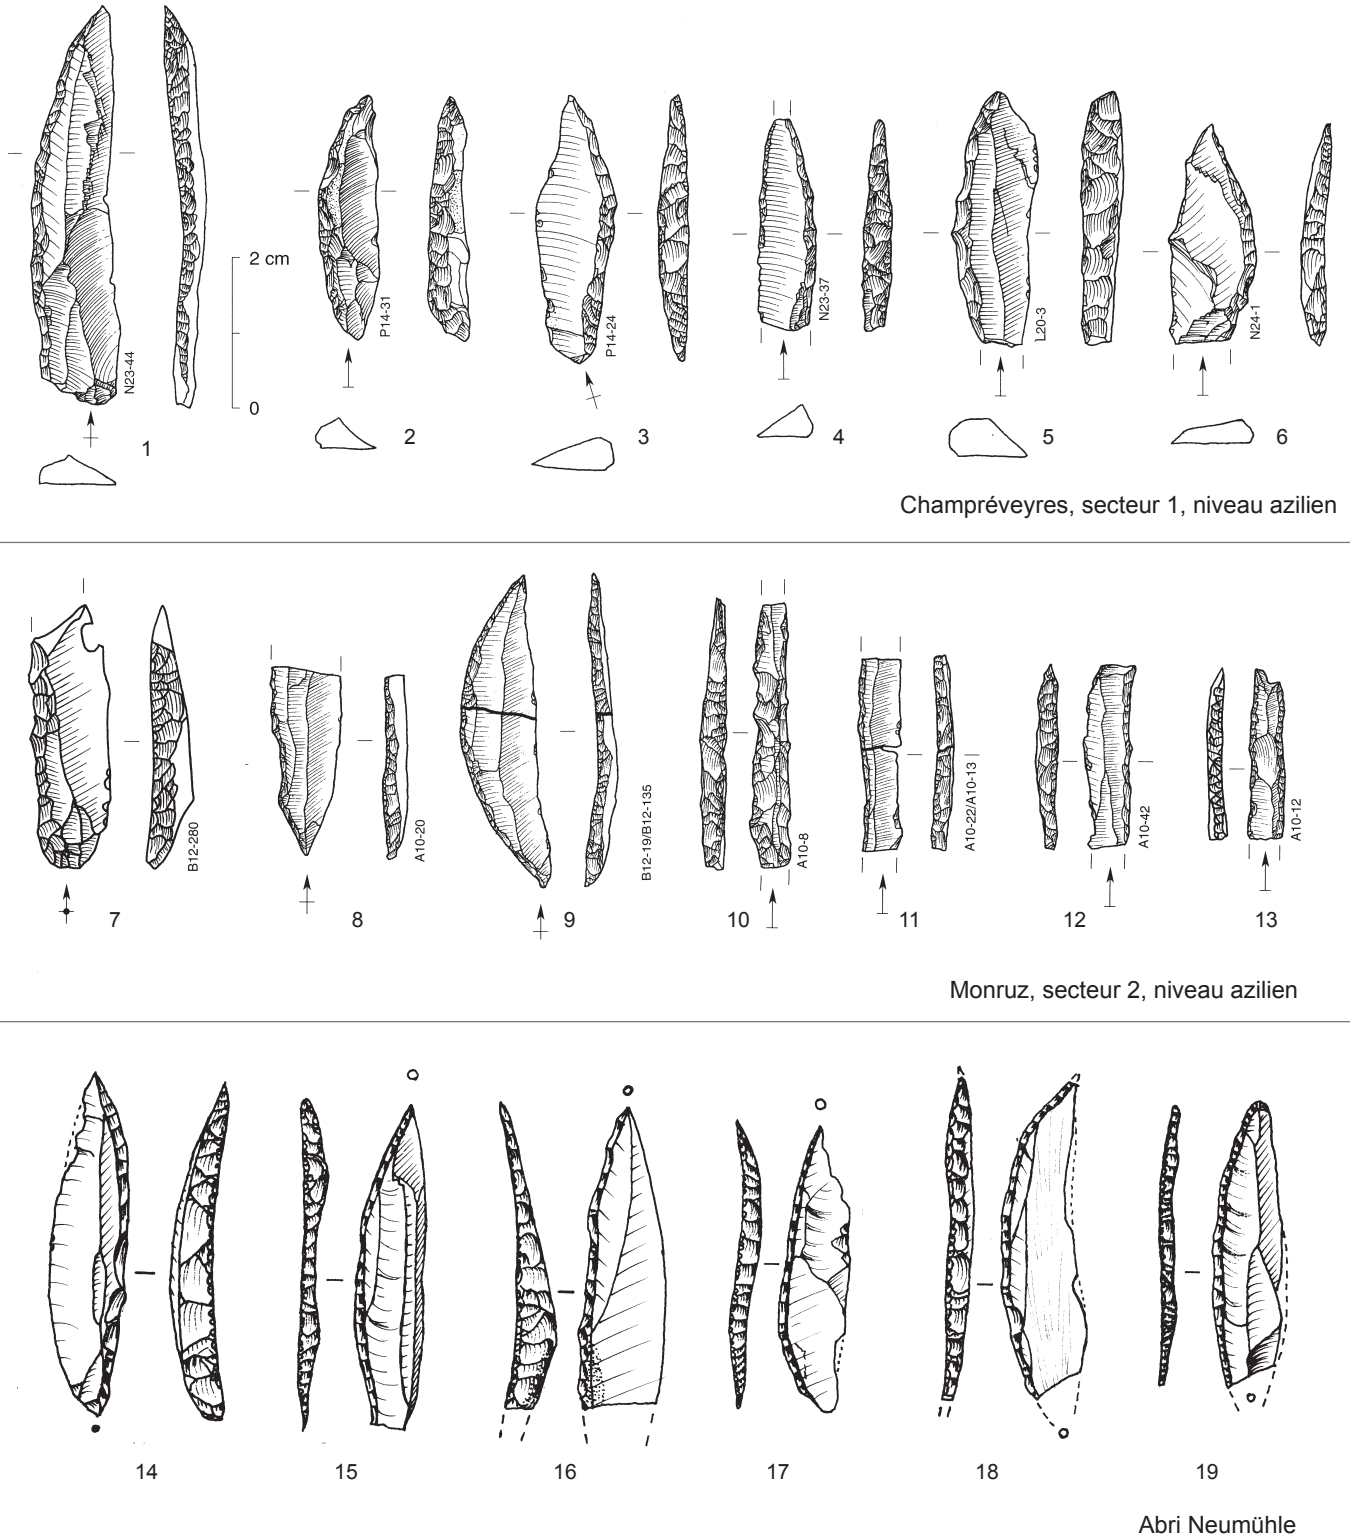 N23-44
2 cm
0
P14-31
P14-24
N23-37
L20-3
N24-1
1
2
3
4
5
6
Champréveyres, secteur 1, niveau azilien
B12-280
A10-20
B12-19/B12-135
A10-8
A10-22/A10-13
A10-42
A10-12
7
8
9
10
11
12
13
Monruz, secteur 2, niveau azilien
14
15
16
17
18
19
Abri Neumühle